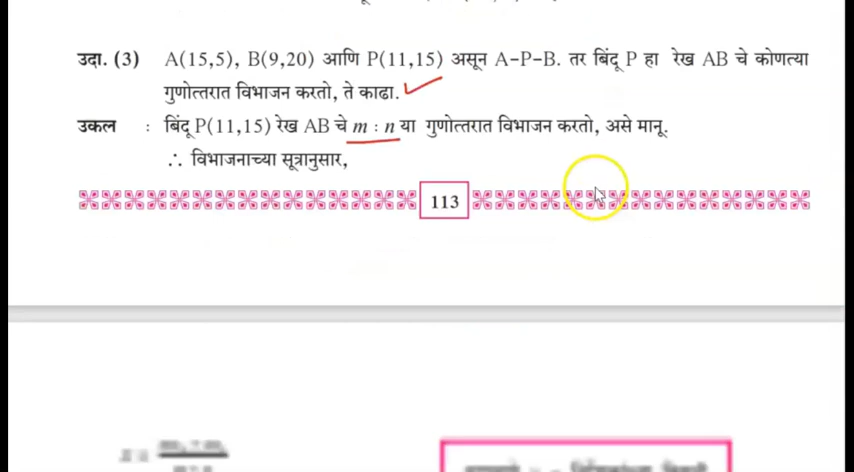 उदा. (3) A(15,5), B(9,20) आणि P(11,15) असून A-P-B. तर बिंदू P हा रेख AB चे कोणत्या
गुणोत्तरात विभाजन करतो, ते काढा.
उकल : बिंदू P(11,15) रेख AB चे m : n या गुणोत्तरात विभाजन करतो, असे मानू.
∴ विभाजनाच्या सूत्रानुसार,
113